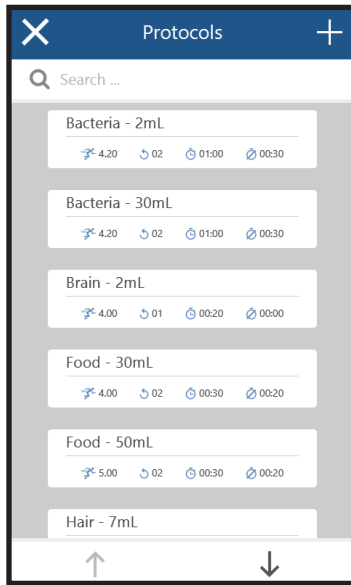 Protocols
Search ...
Bacteria - 2mL
4.20 02 01:00 00:30
Bacteria - 30mL
4.20 02 01:00 00:30
Brain - 2mL
4.00 01 00:20 00:00
Food - 30mL
4.00 02 00:30 00:20
Food - 50mL
5.00 02 00:30 00:20
Hair - 7mL